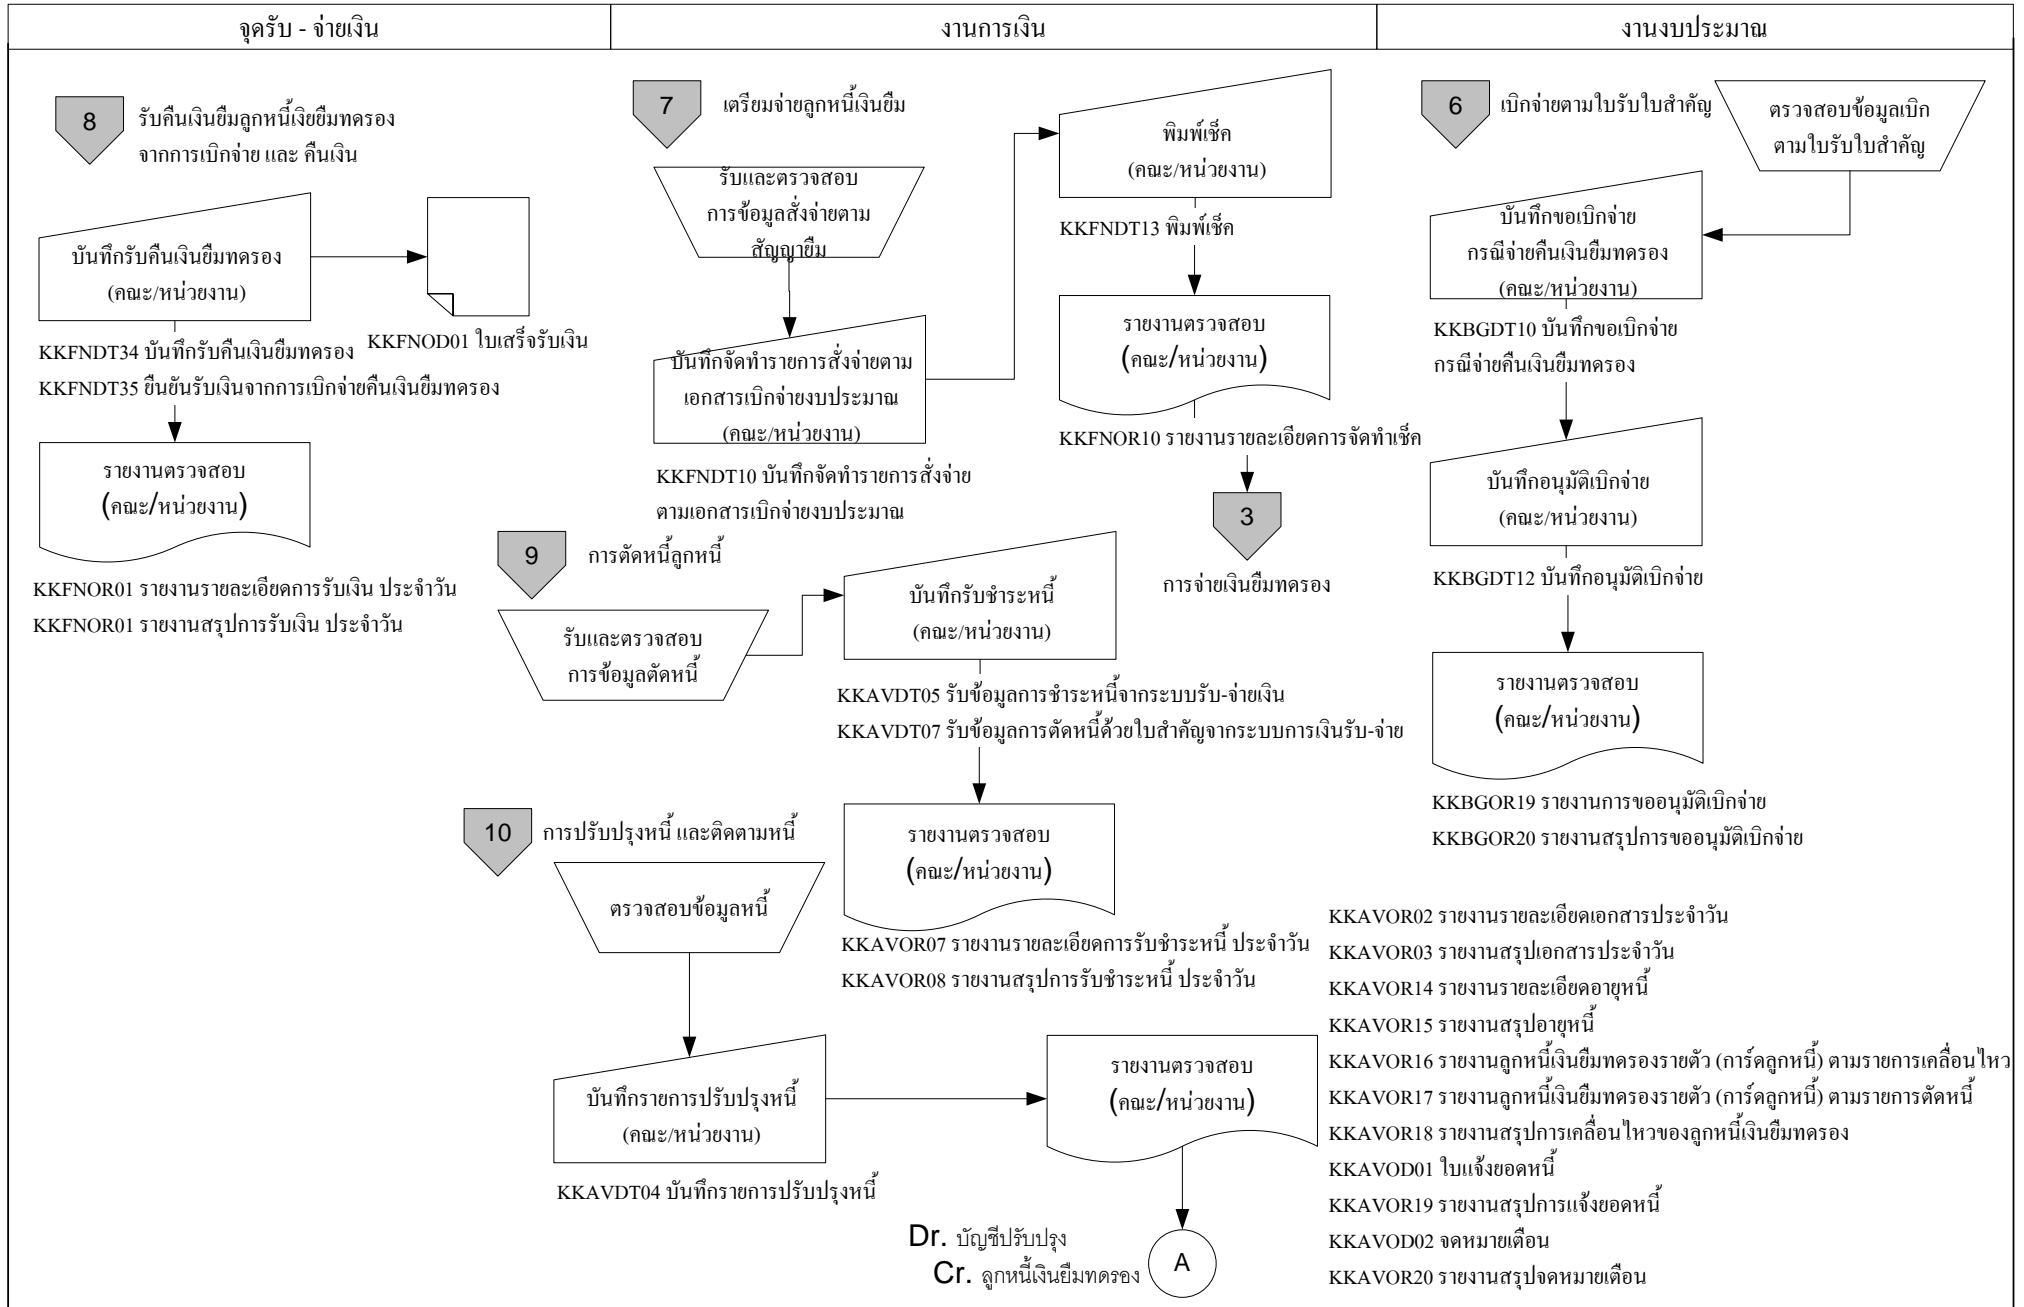 จุดรับ - จ่ายเงิน
งานการเงิน
งานงบประมาณ
8
รับคืนเงินยืมลูกหนี้เงิยยืมทดรอง
จากการเบิกจ่าย และ คืนเงิน
บันทึกรับคืนเงินยืมทดรอง
(คณะ/หน่วยงาน)
KKFNOD01 ใบเสร็จรับเงิน
KKFNDT34 บันทึกรับคืนเงินยืมทดรอง
KKFNDT35 ยืนยันรับเงินจากการเบิกจ่ายคืนเงินยืมทดรอง
รายงานตรวจสอบ
(คณะ/หน่วยงาน)
KKFNOR01 รายงานรายละเอียดการรับเงิน ประจำวัน
KKFNOR01 รายงานสรุปการรับเงิน ประจำวัน
7
เตรียมจ่ายลูกหนี้เงินยืม
รับและตรวจสอบ
การข้อมูลสั่งจ่ายตาม
สัญญายืม
บันทึกจัดทำรายการสั่งจ่ายตาม
เอกสารเบิกจ่ายงบประมาณ
(คณะ/หน่วยงาน)
KKFNDT10 บันทึกจัดทำรายการสั่งจ่าย
ตามเอกสารเบิกจ่ายงบประมาณ
พิมพ์เช็ค
(คณะ/หน่วยงาน)
KKFNDT13 พิมพ์เช็ค
รายงานตรวจสอบ
(คณะ/หน่วยงาน)
KKFNOR10 รายงานรายละเอียดการจัดทำเช็ค
3
การจ่ายเงินยืมทดรอง
9
การตัดหนี้ลูกหนี้
รับและตรวจสอบ
การข้อมูลตัดหนี้
บันทึกรับชำระหนี้
(คณะ/หน่วยงาน)
KKAVDT05 รับข้อมูลการชำระหนี้จากระบบรับ-จ่ายเงิน
KKAVDT07 รับข้อมูลการตัดหนี้ด้วยใบสำคัญจากระบบการเงินรับ-จ่าย
รายงานตรวจสอบ
(คณะ/หน่วยงาน)
KKAVOR07 รายงานรายละเอียดการรับชำระหนี้ ประจำวัน
KKAVOR08 รายงานสรุปการรับชำระหนี้ ประจำวัน
10
การปรับปรุงหนี้ และติดตามหนี้
ตรวจสอบข้อมูลหนี้
บันทึกรายการปรับปรุงหนี้
(คณะ/หน่วยงาน)
KKAVDT04 บันทึกรายการปรับปรุงหนี้
รายงานตรวจสอบ
(คณะ/หน่วยงาน)
Dr. บัญชีปรับปรุง
Cr. ลูกหนี้เงินยืมทดรอง
A
6
เบิกจ่ายตามใบรับใบสำคัญ
ตรวจสอบข้อมูลเบิก
ตามใบรับใบสำคัญ
บันทึกขอเบิกจ่าย
กรณีจ่ายคืนเงินยืมทดรอง
(คณะ/หน่วยงาน)
KKBGDT10 บันทึกขอเบิกจ่าย
กรณีจ่ายคืนเงินยืมทดรอง
บันทึกอนุมัติเบิกจ่าย
(คณะ/หน่วยงาน)
KKBGDT12 บันทึกอนุมัติเบิกจ่าย
รายงานตรวจสอบ
(คณะ/หน่วยงาน)
KKBGOR19 รายงานการขออนุมัติเบิกจ่าย
KKBGOR20 รายงานสรุปการขออนุมัติเบิกจ่าย
KKAVOR02 รายงานรายละเอียดเอกสารประจำวัน
KKAVOR03 รายงานสรุปเอกสารประจำวัน
KKAVOR14 รายงานรายละเอียดอายุหนี้
KKAVOR15 รายงานสรุปอายุหนี้
KKAVOR16 รายงานลูกหนี้เงินยืมทดรองรายตัว (การ์ดลูกหนี้) ตามรายการเคลื่อนไหว
KKAVOR17 รายงานลูกหนี้เงินยืมทดรองรายตัว (การ์ดลูกหนี้) ตามรายการตัดหนี้
KKAVOR18 รายงานสรุปการเคลื่อนไหวของลูกหนี้เงินยืมทดรอง
KKAVOD01 ใบแจ้งยอดหนี้
KKAVOR19 รายงานสรุปการแจ้งยอดหนี้
KKAVOD02 จดหมายเตือน
KKAVOR20 รายงานสรุปจดหมายเตือน